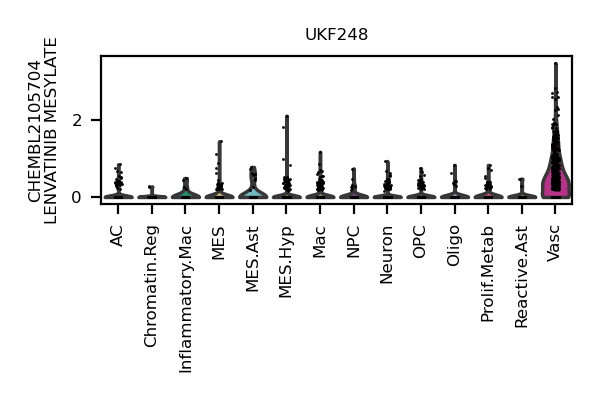 UKF248
CHEMBL2105704
LENVATINIB MESYLATE
2
0
AC
Chromatin.Reg
Inflammatory.Mac
MES
MES.Ast
MES.Hyp
Mac
NPC
Neuron
OPC
Oligo
Prolif.Metab
Reactive.Ast
Vasc